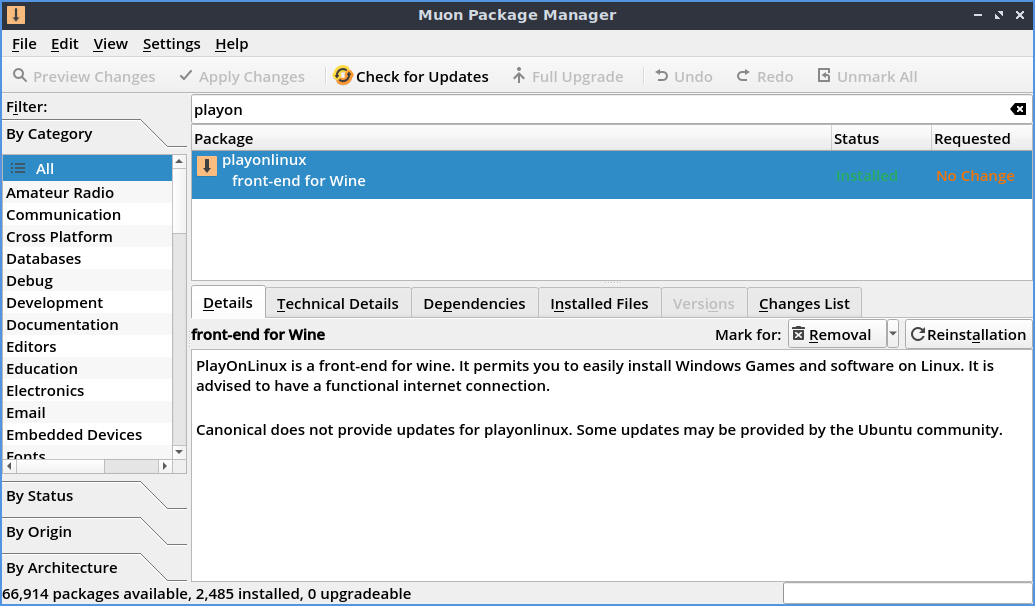 Muon Package Manager
File Edit View Settings Help
Preview Changes Apply Changes Check for Updates Full Upgrade Undo Redo Unmark All
Filter:
playon
By Category
Package Status Requested
All
playonlinux
front-end for Wine
Installed No Change
Amateur Radio
Communication
Cross Platform
Databases
Debug
Development
Documentation
Editors
Education
Electronics
Email
Embedded Devices
Fonts
Details Technical Details Dependencies Installed Files Versions Changes List
front-end for Wine Mark for: Removal Reinstallation
PlayOnLinux is a front-end for wine. It permits you to easily install Windows Games and software on Linux. It is
advised to have a functional internet connection.
Canonical does not provide updates for playonlinux. Some updates may be provided by the Ubuntu community.
By Status
By Origin
By Architecture
66,914 packages available, 2,485 installed, 0 upgradeable